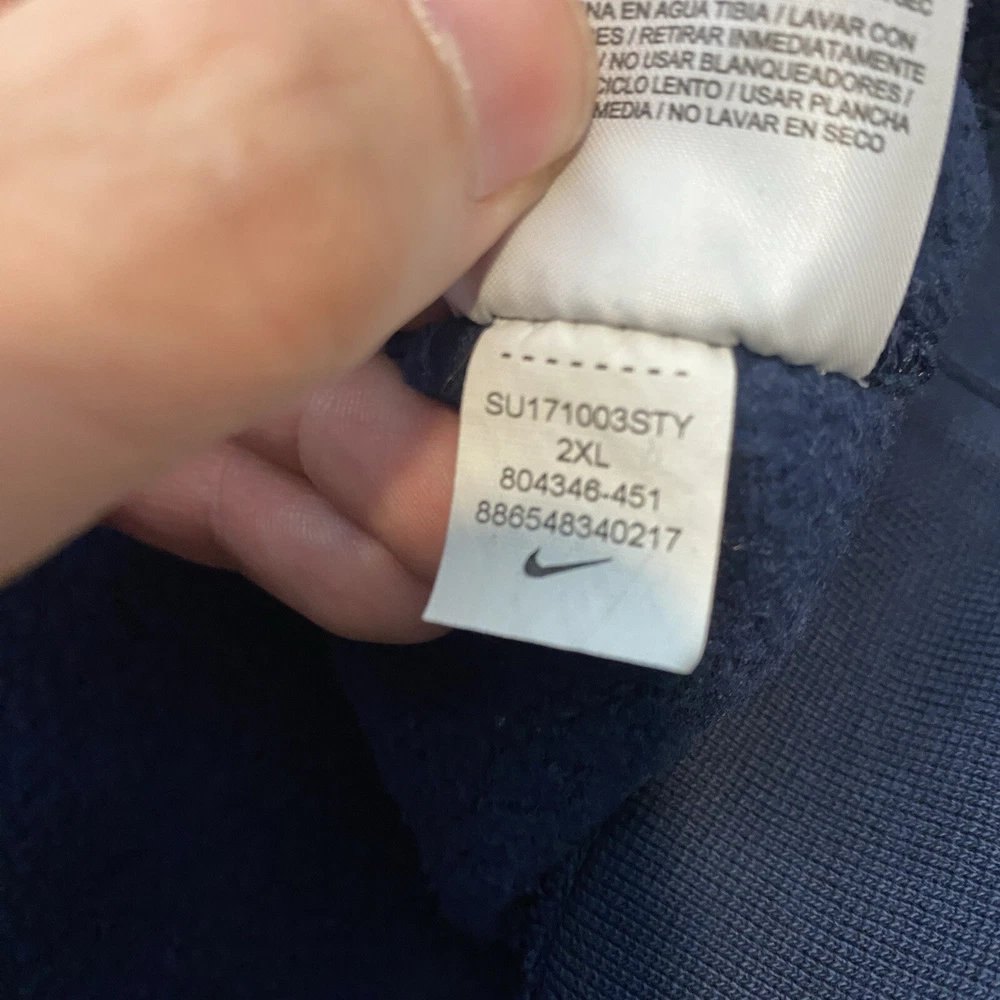 NA EN AGUA TIBIA / LAVAR CON
ES / RETIRAR INMEDIATAMENTE
/ NO USAR BLANQUEADORES /
CICLO LENTO / USAR PLANCHA
MEDIA / NO LAVAR EN SECO
SU171003STY
2XL
804346-451
886548340217